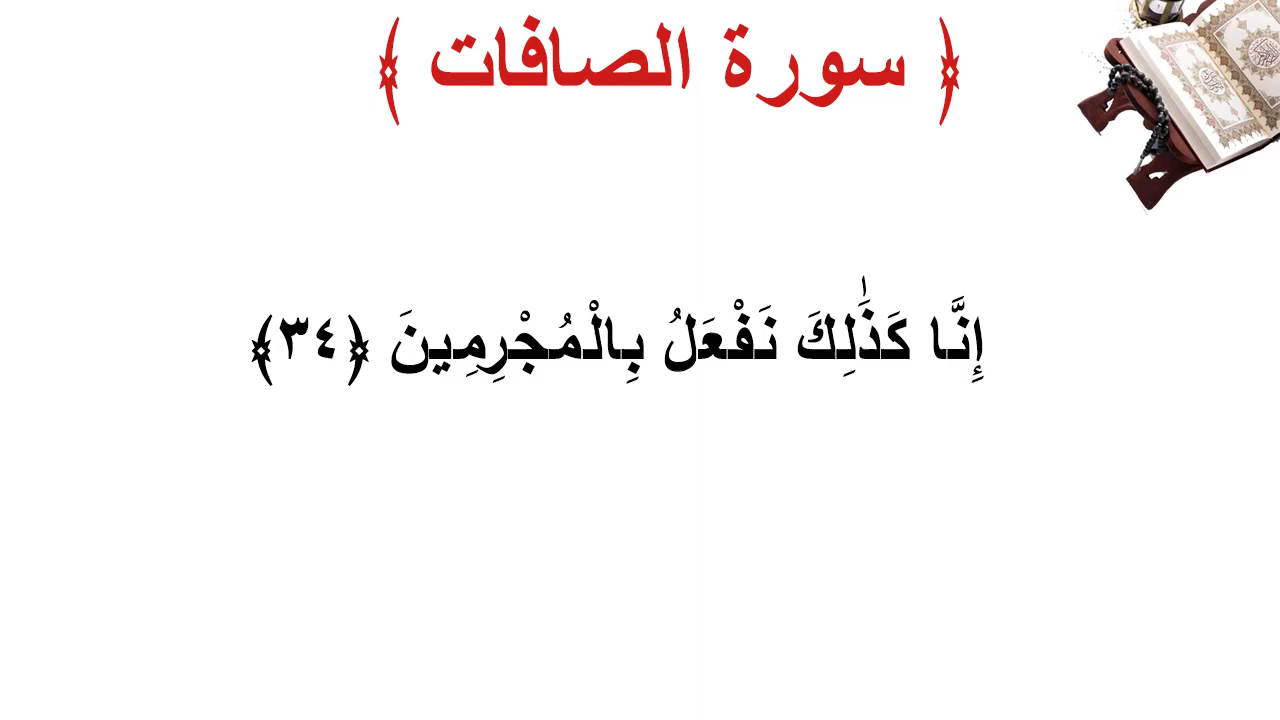 ﴿ سورة الصافات ﴾
إِنَّا كَذَٰلِكَ نَفْعَلُ بِالْمُجْرِمِينَ ﴿٣٤﴾